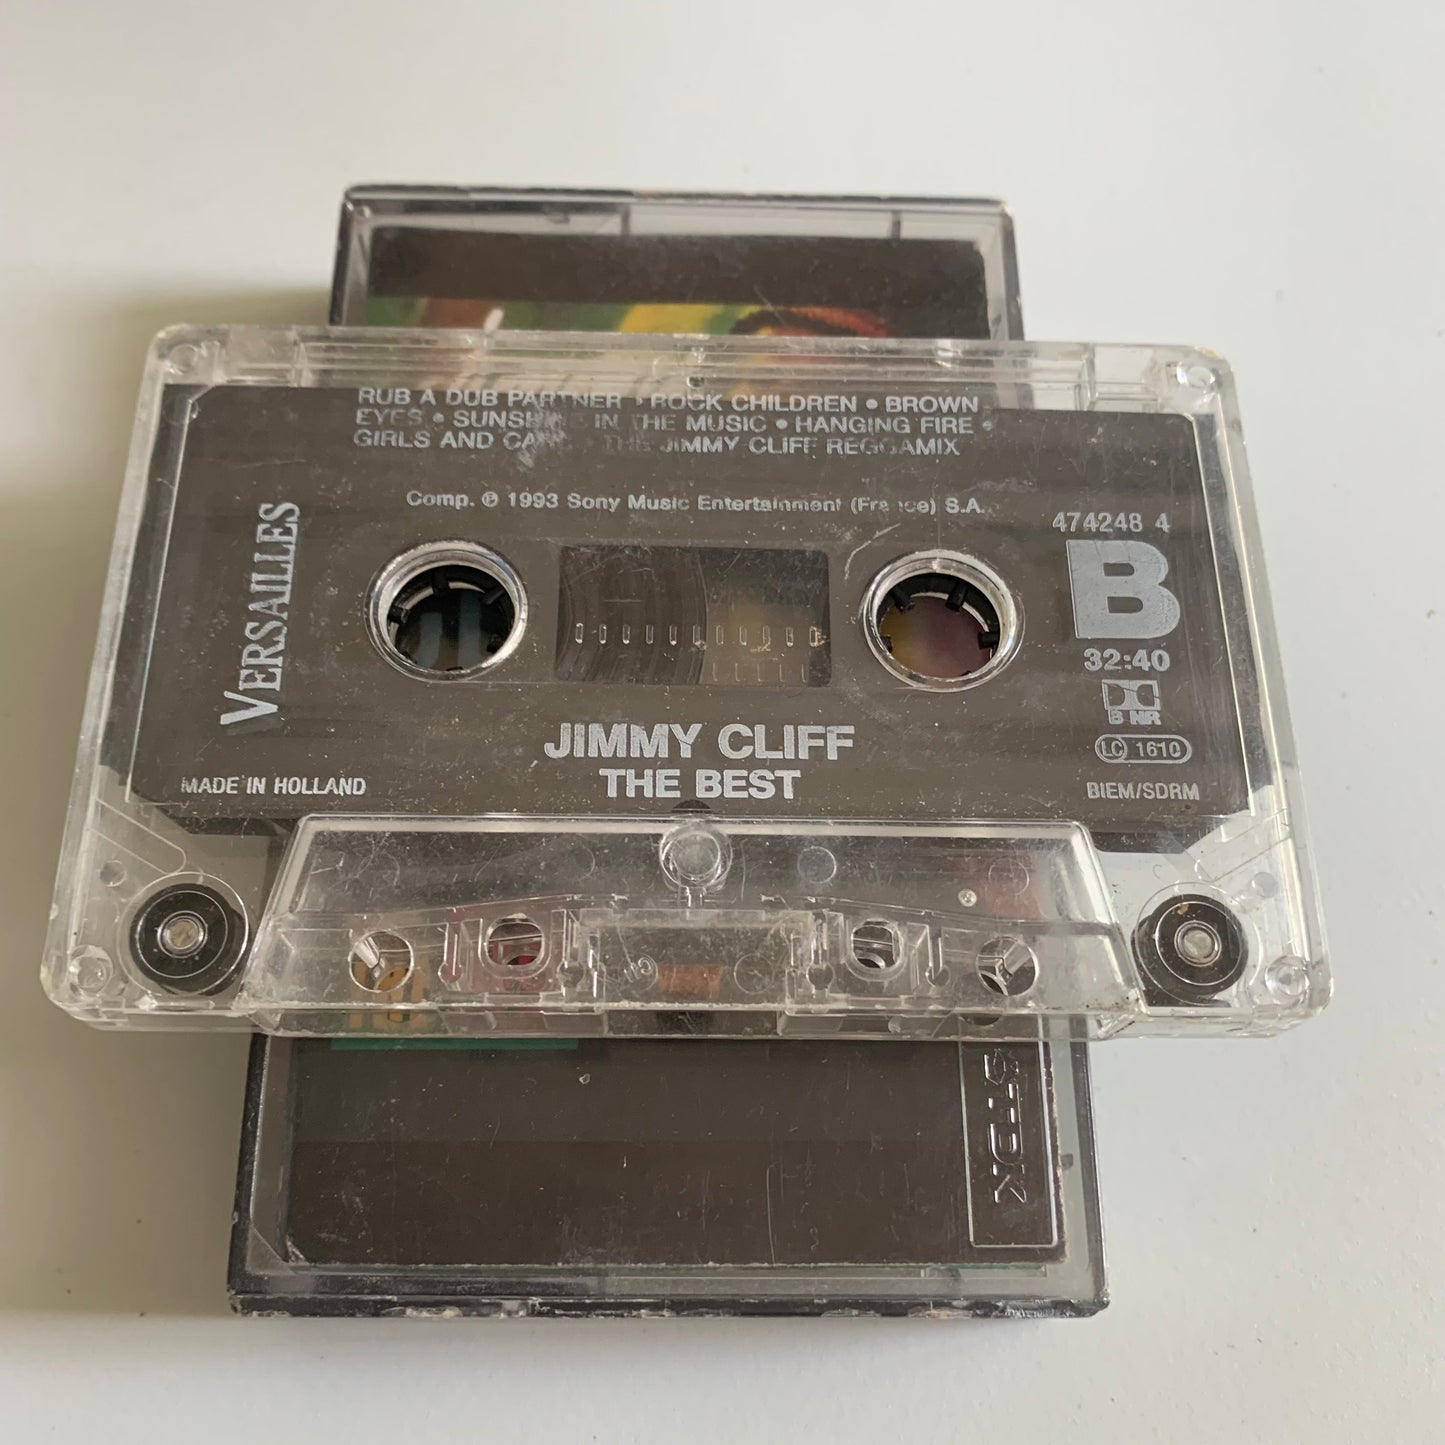 RUB A DUB PARTNER • ROCK CHILDREN • BROWN
EYES • SUNSHINE IN THE MUSIC • HANGING FIRE •
GIRLS AND CARS • THE JIMMY CLIFF REGGAMIX
Comp. ℗ 1993 Sony Music Entertainment (France) S.A.
474248 4
B
32:40
B NR
LC 1610
BIEM/SDRM
VERSAILLES
JIMMY CLIFF
THE BEST
MADE IN HOLLAND
TDK